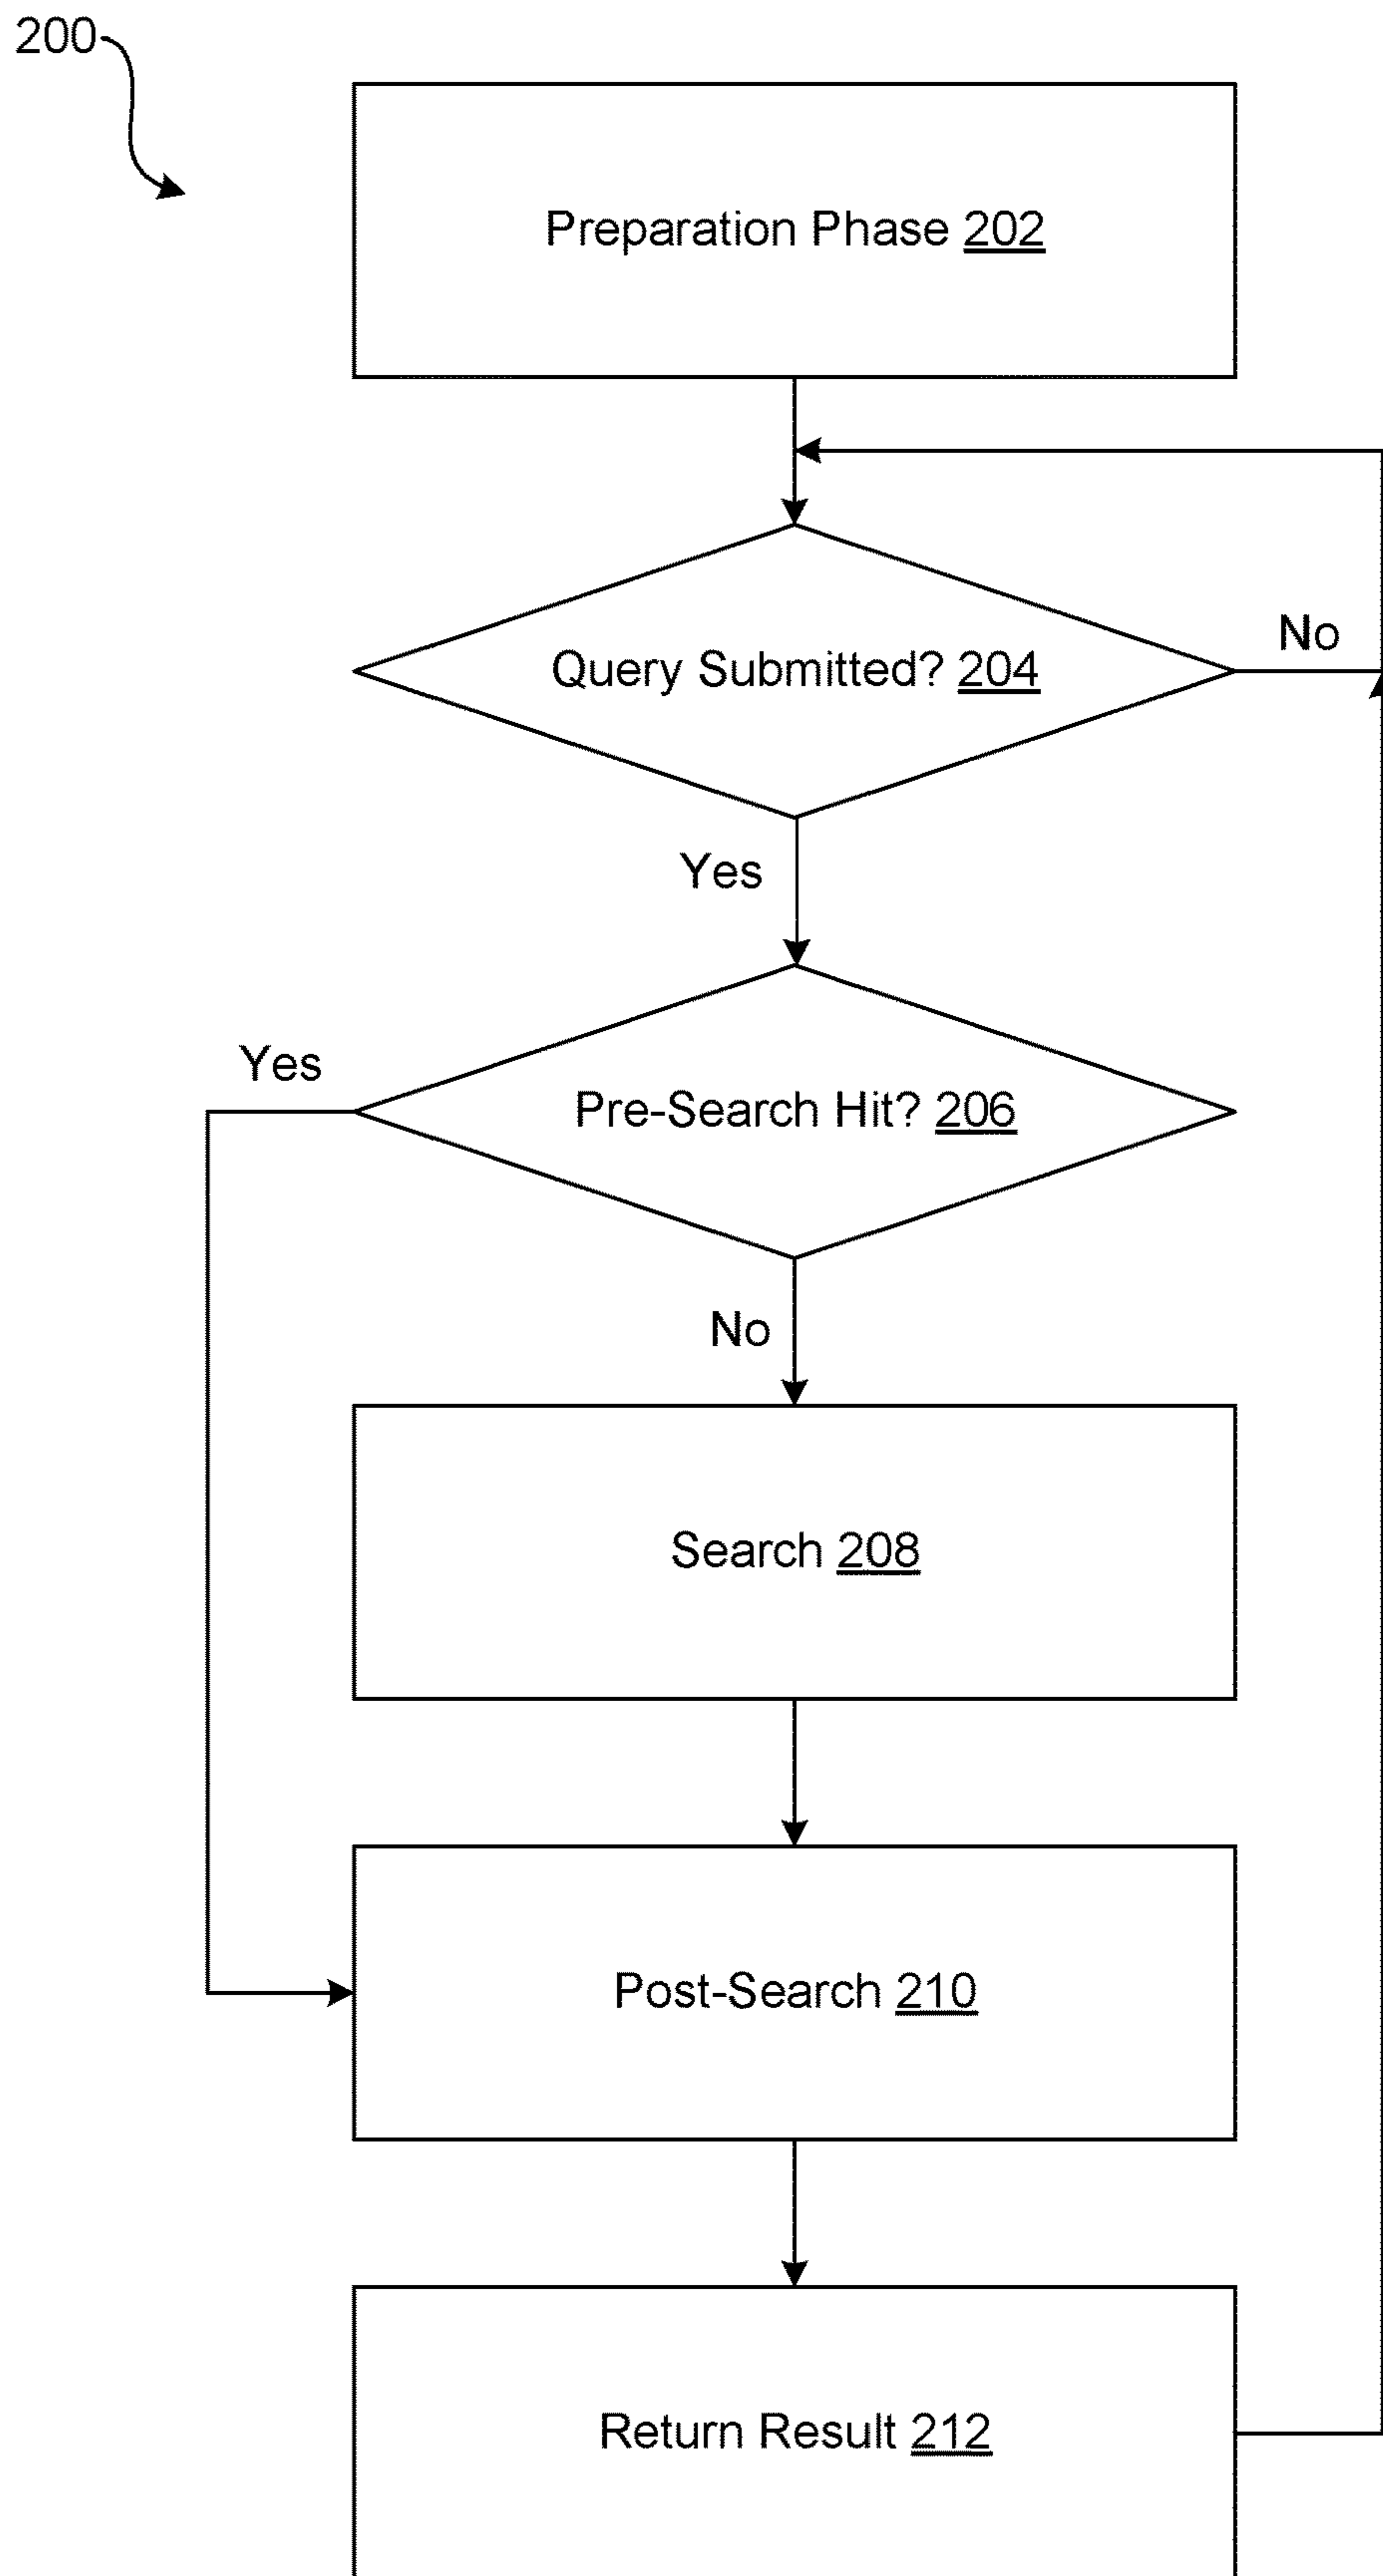 200
Preparation Phase 202
Query Submitted? 204
No
Yes
Yes
Pre-Search Hit? 206
No
Search 208
Post-Search 210
Return Result 212